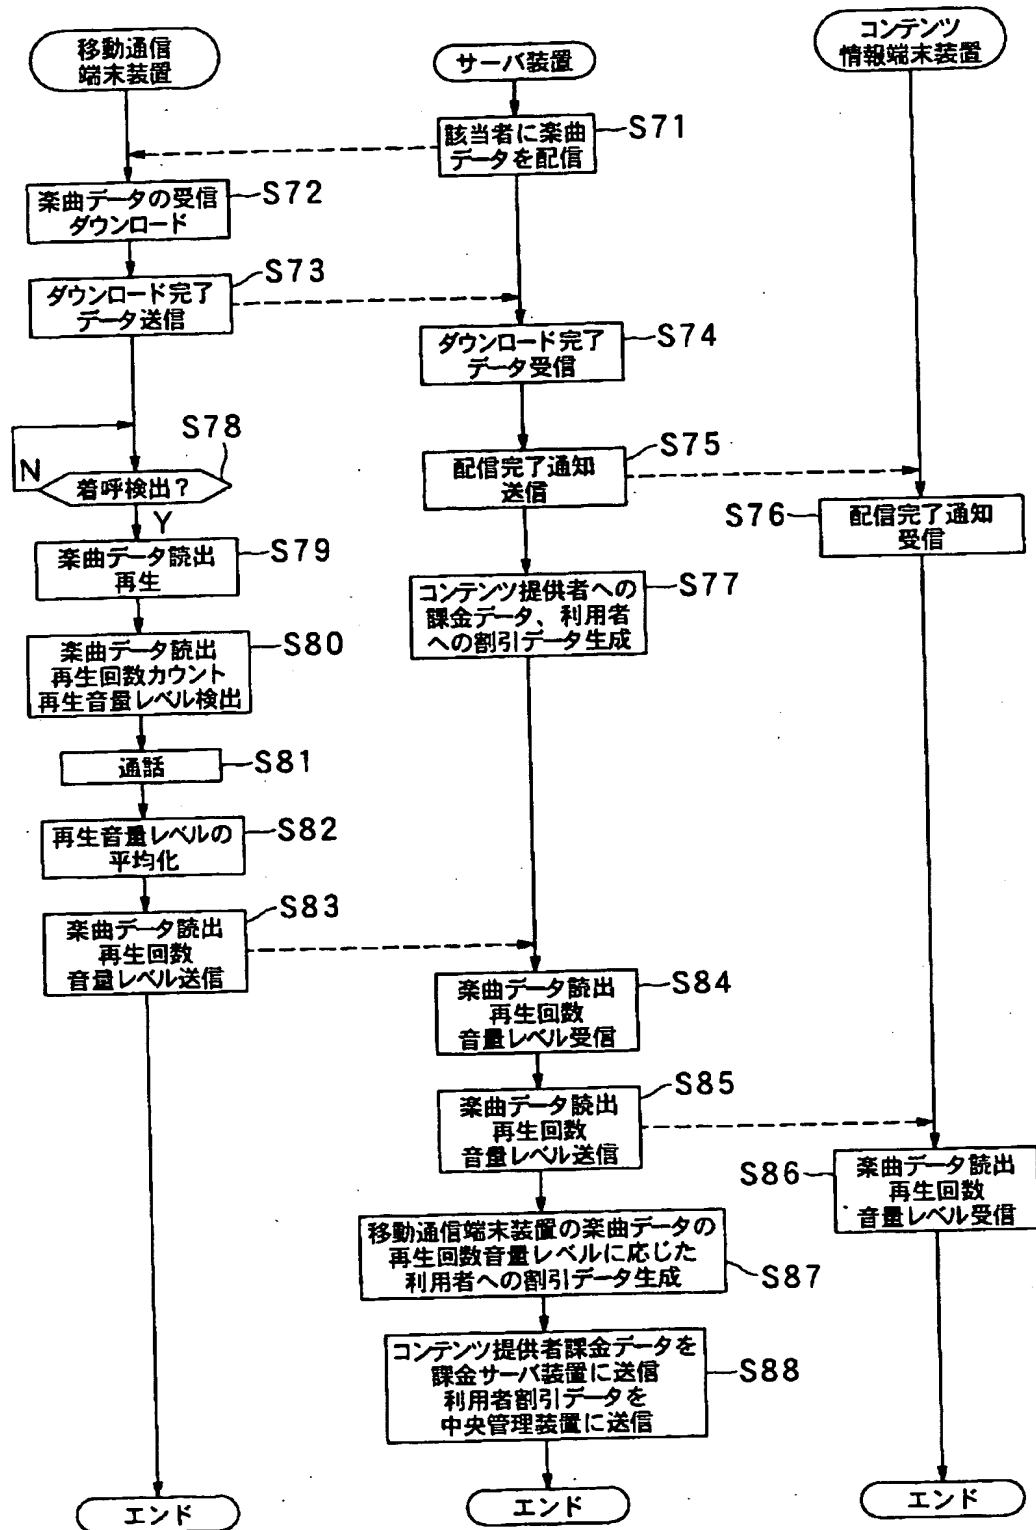 移動通信
端末装置
サーバ装置
コンテンツ
情報端末装置
該当者に楽曲
データを配信
S71
楽曲データの受信
ダウンロード
S72
ダウンロード完了
データ送信
S73
ダウンロード完了
データ受信
S74
配信完了通知
送信
S75
S76
配信完了通知
受信
コンテンツ提供者への
課金データ、利用者
への割引データ生成
S77
S78
N
着呼検出?
Y
楽曲データ読出
再生
S79
楽曲データ読出
再生回数カウント
再生音量レベル検出
S80
通話
S81
再生音量レベルの
平均化
S82
楽曲データ読出
再生回数
音量レベル送信
S83
楽曲データ読出
再生回数
音量レベル受信
S84
楽曲データ読出
再生回数
音量レベル送信
S85
S86
楽曲データ読出
再生回数
音量レベル受信
移動通信端末装置の楽曲データの
再生回数音量レベルに応じた
利用者への割引データ生成
S87
コンテンツ提供者課金データを
課金サーバ装置に送信
利用者割引データを
中央管理装置に送信
S88
エンド
エンド
エンド